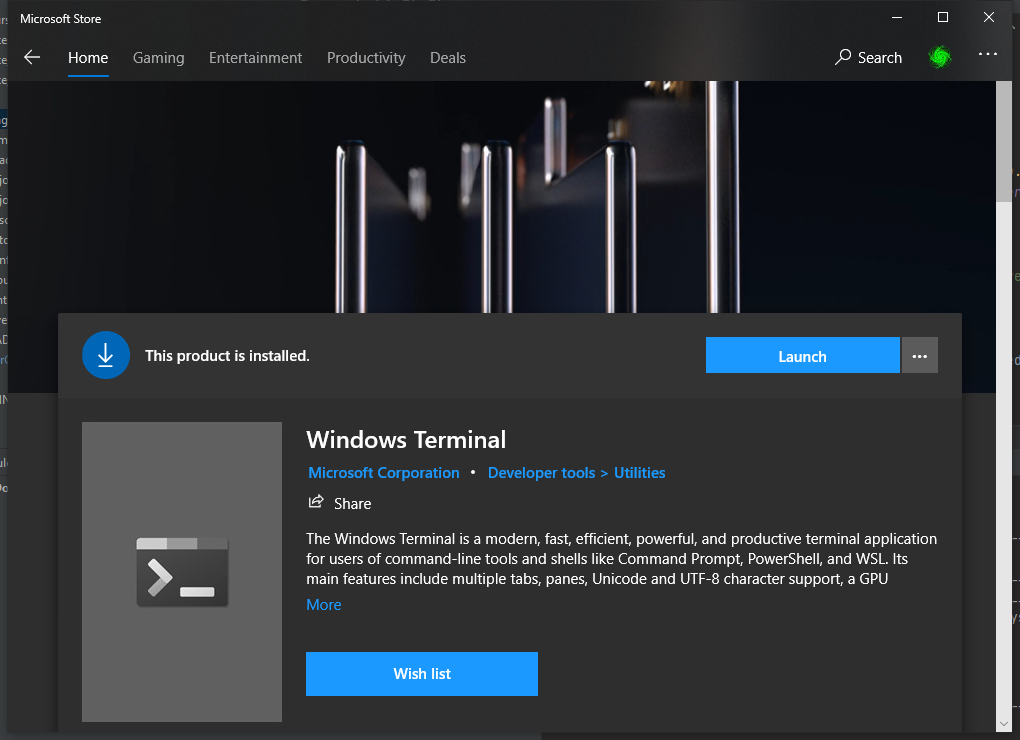 Microsoft Store
Home Gaming Entertainment Productivity Deals Search
This product is installed.
Launch
Windows Terminal
Microsoft Corporation • Developer tools > Utilities
Share
The Windows Terminal is a modern, fast, efficient, powerful, and productive terminal application
for users of command-line tools and shells like Command Prompt, PowerShell, and WSL. Its
main features include multiple tabs, panes, Unicode and UTF-8 character support, a GPU
More
Wish list